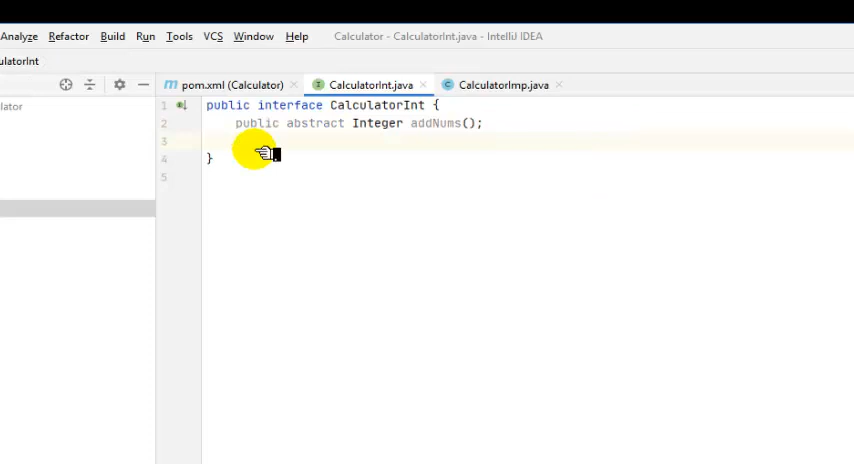 Analyze Refactor Build Run Tools VCS Window Help Calculator - CalculatorInt.java - IntelliJ IDEA
ulatorInt
m pom.xml (Calculator) I CalculatorInt.java C CalculatorImp.java
lator
1 public interface CalculatorInt {
2 public abstract Integer addNums();
3
4 }
5